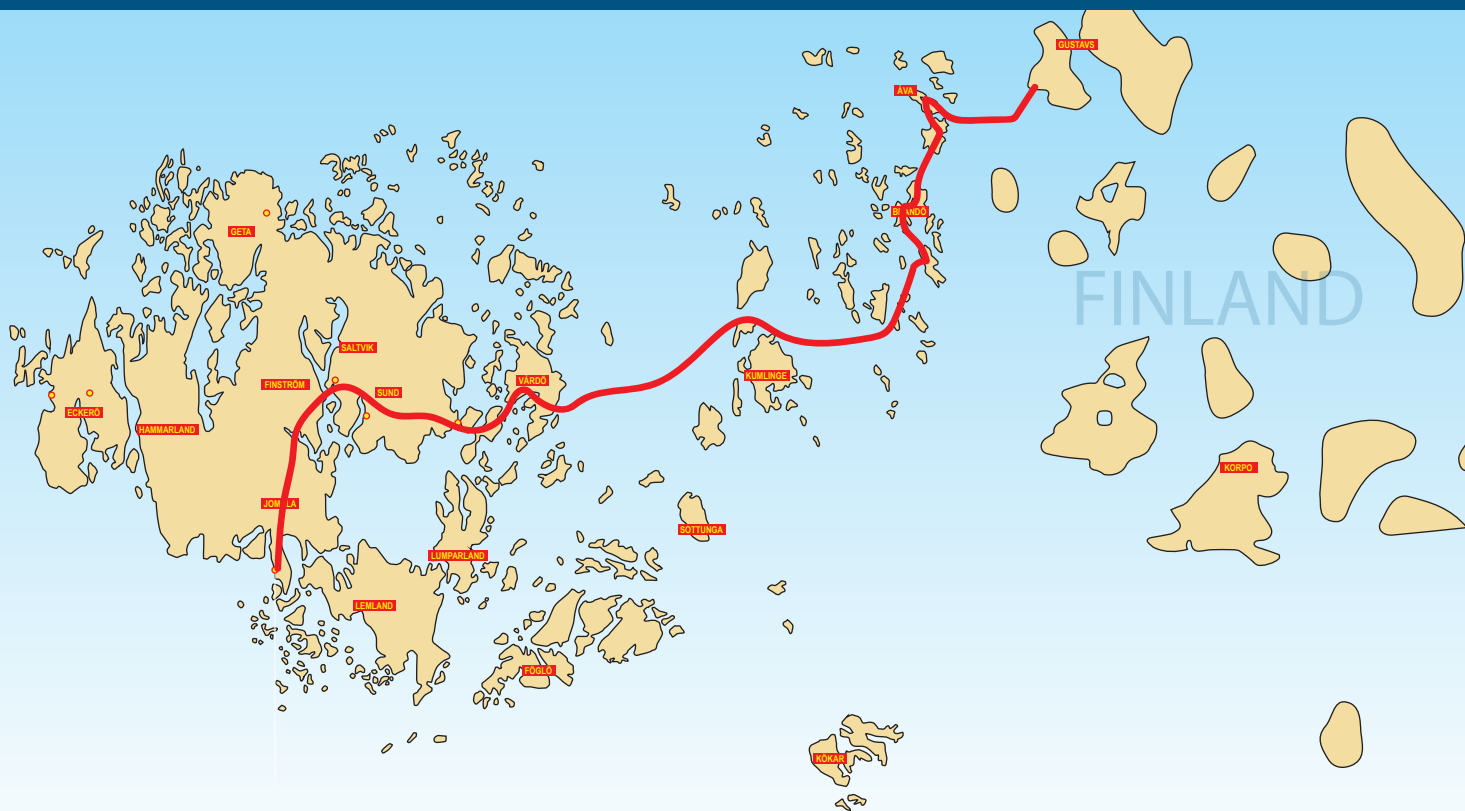 GUSTAVS
ÅVA
BRÄNDÖ
GETA
FINLAND
SALTVIK
KUMLINGE
VÅRDÖ
FINSTRÖM
SUND
ECKERÖ
HAMMARLAND
KORPO
JOMALA
SOTTUNGA
LUMPARLAND
LEMLAND
FÖGLÖ
KÖKAR